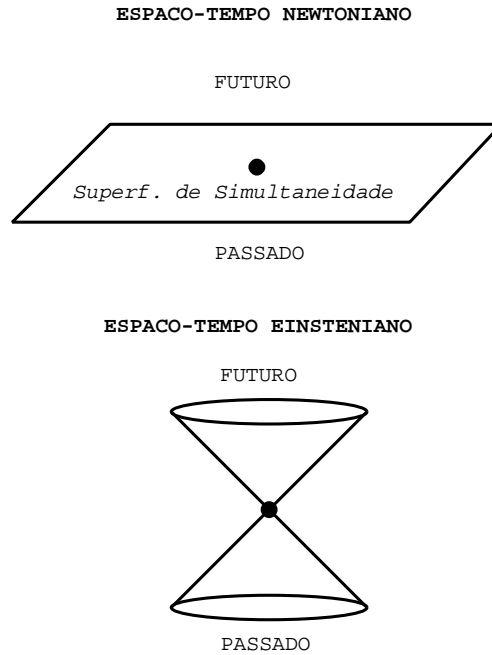 ESPACO-TEMPO NEWTONIANO
FUTURO
Superf. de Simultaneidade
PASSADO
ESPACO-TEMPO EINSTENIANO
FUTURO
PASSADO